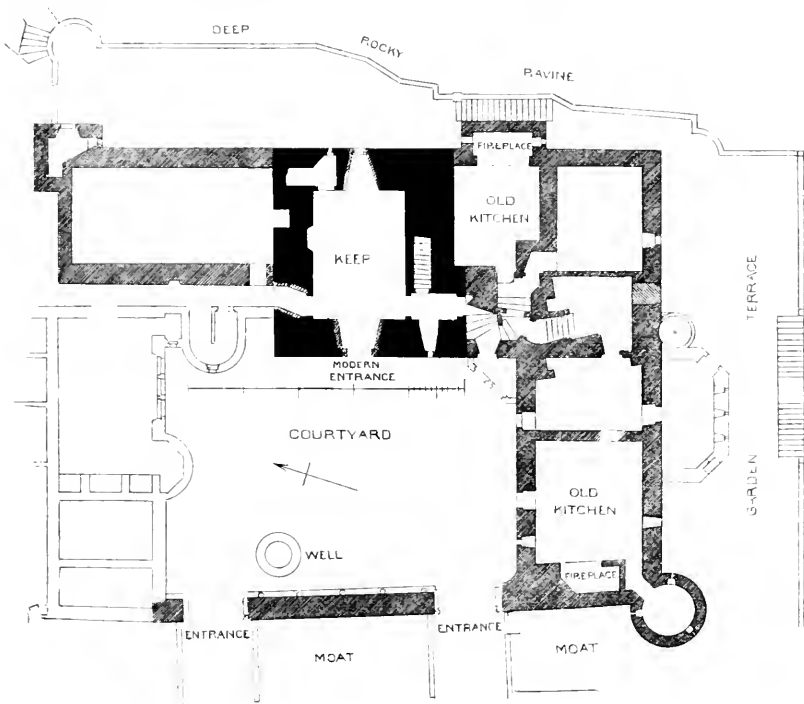 DEEP
ROCKY
RAVINE
FIREPLACE
OLD
KITCHEN
KEEP
TERRACE
MODERN
ENTRANCE
COURTYARD
OLD
KITCHEN
GARDEN
WELL
FIREPLACE
ENTRANCE
ENTRANCE
MOAT
MOAT